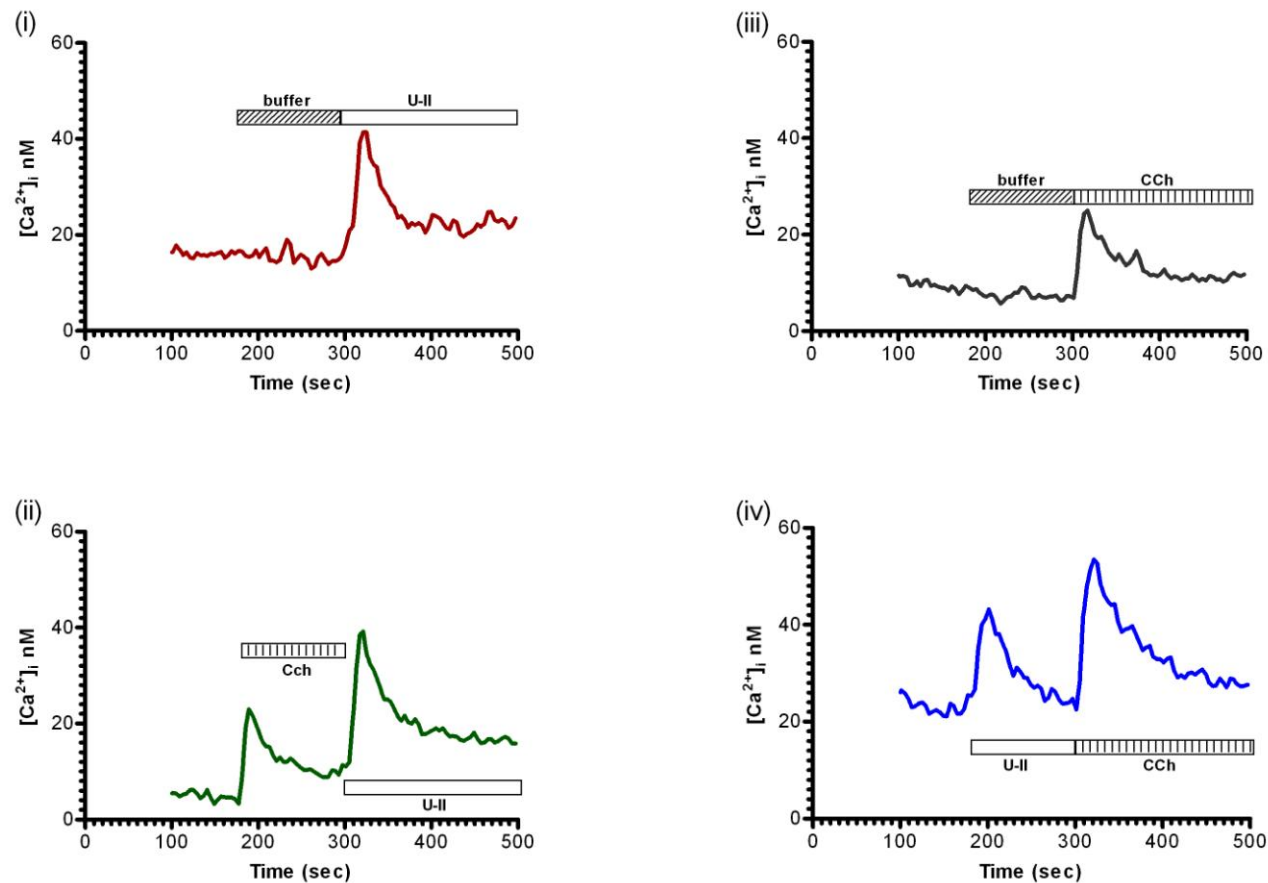 (i)
60
40
20
0
[Ca²⁺]ᵢ nM
buffer U-II
0 100 200 300 400 500
Time (sec)
(iii)
60
40
20
0
[Ca²⁺]ᵢ nM
buffer CCh
0 100 200 300 400 500
Time (sec)
(ii)
60
40
20
0
[Ca²⁺]ᵢ nM
Cch
U-II
0 100 200 300 400 500
Time (sec)
(iv)
60
40
20
0
[Ca²⁺]ᵢ nM
U-II CCh
0 100 200 300 400 500
Time (sec)